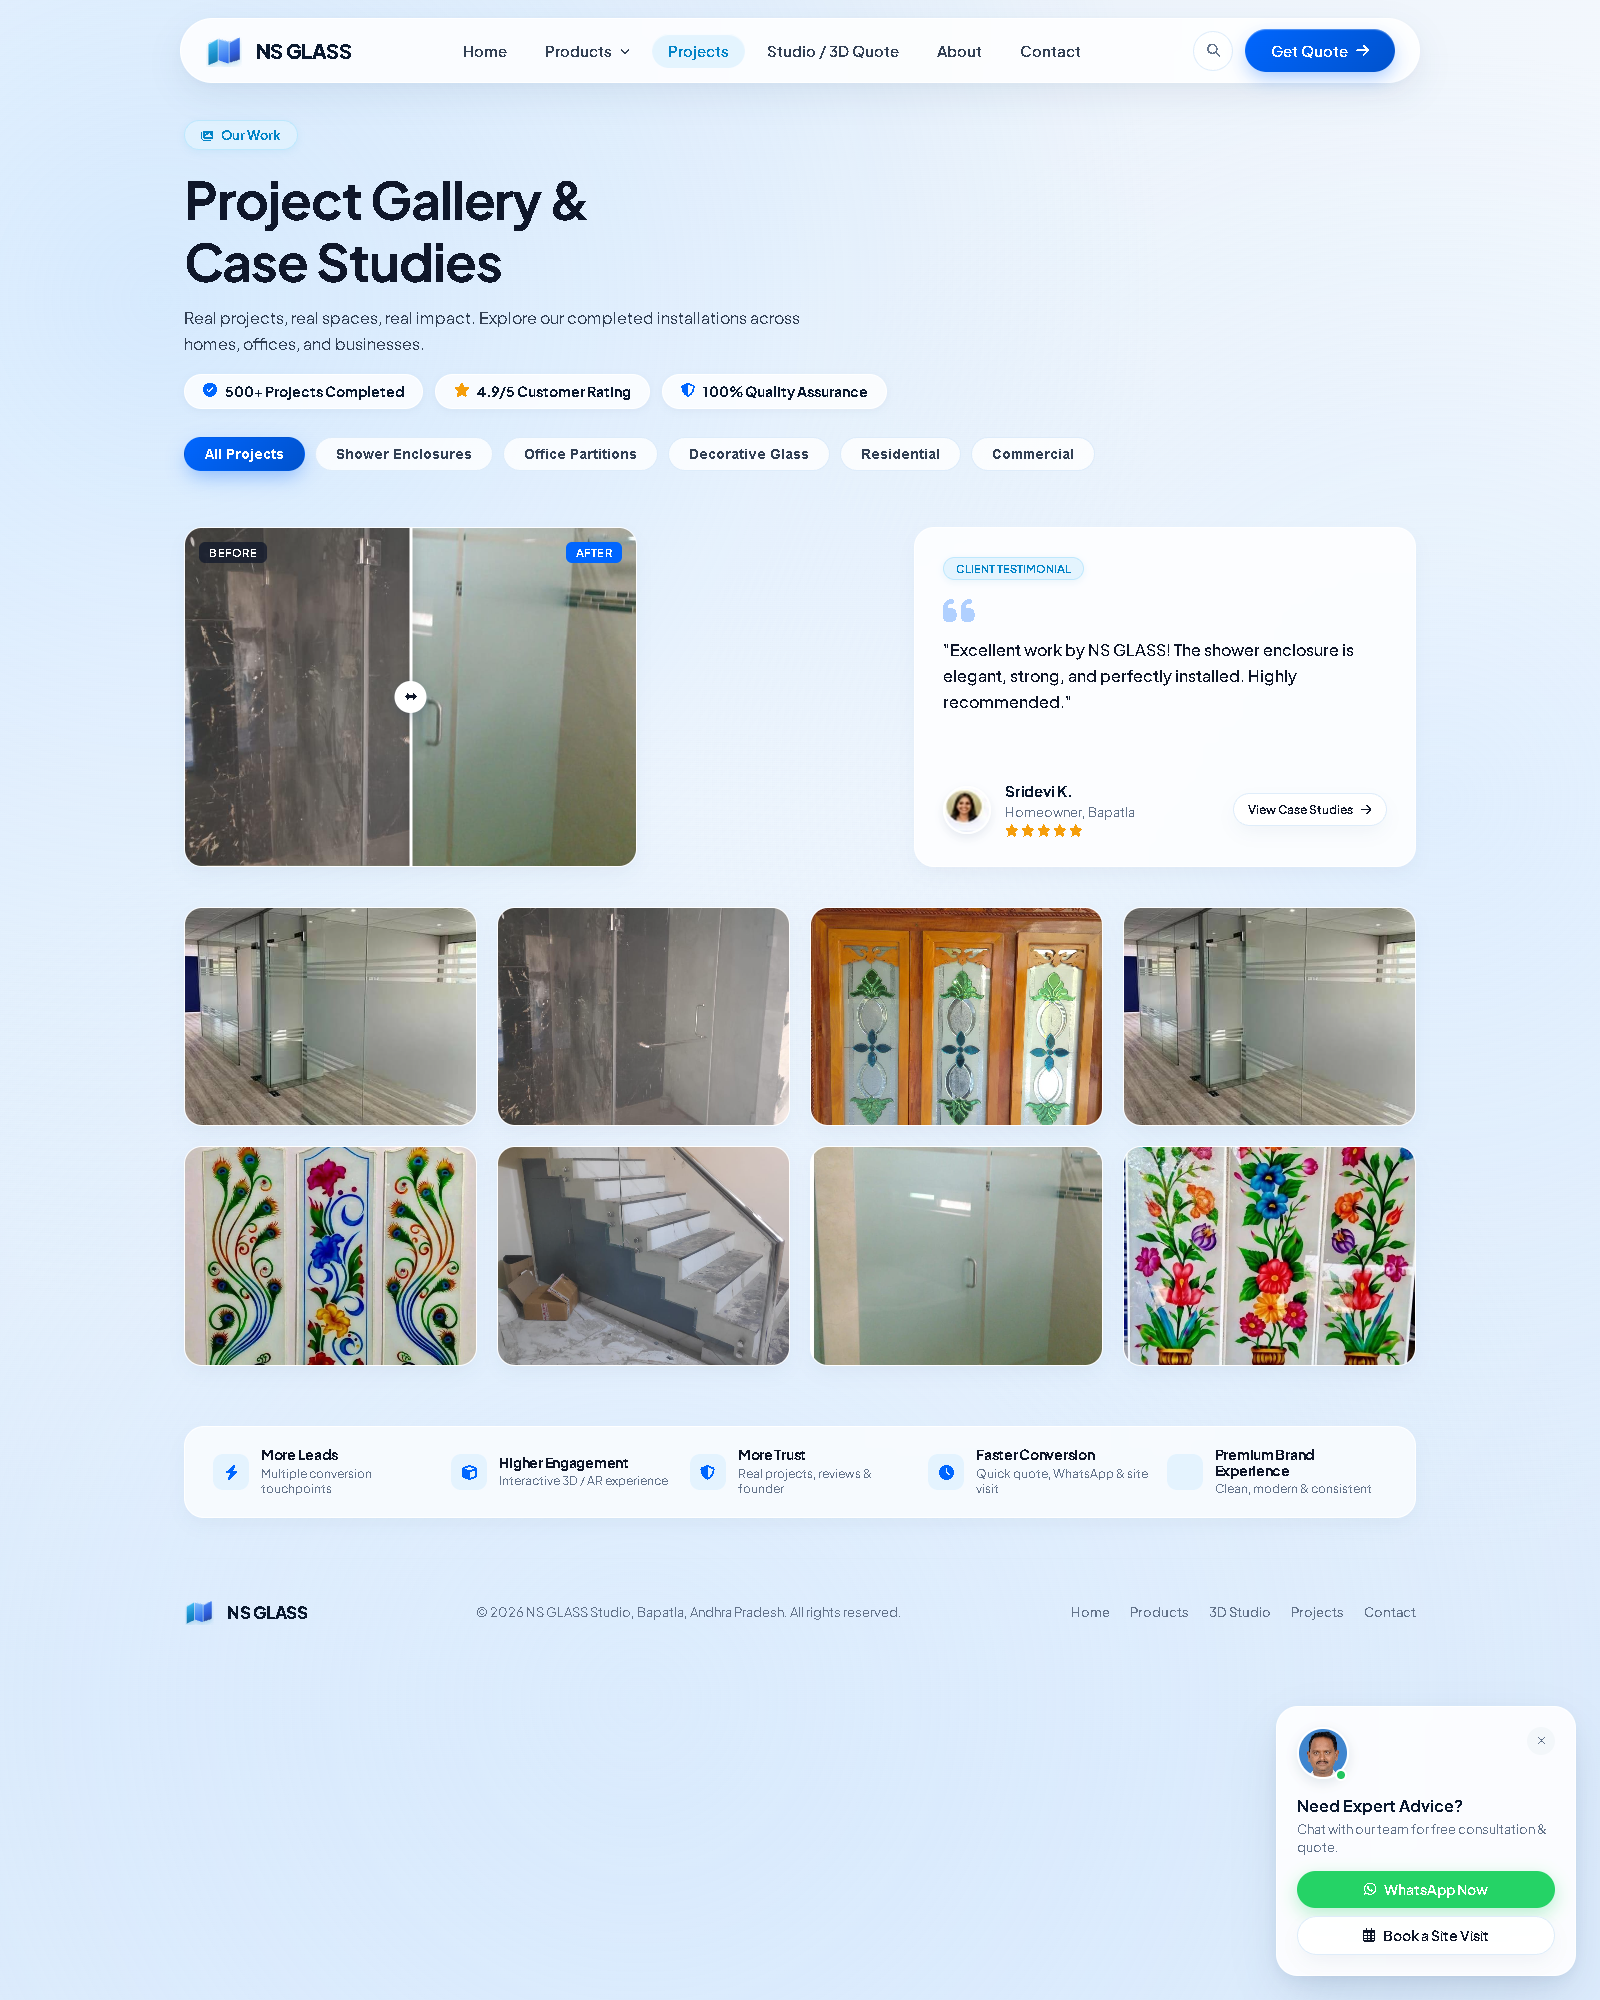 NS GLASS
Home
Products
Projects
Studio / 3D Quote
About
Contact
Get Quote
Our Work
Project Gallery &
Case Studies
Real projects, real spaces, real impact. Explore our completed installations across
homes, offices, and businesses.
500+ Projects Completed
4.9/5 Customer Rating
100% Quality Assurance
All Projects
Shower Enclosures
Office Partitions
Decorative Glass
Residential
Commercial
BEFORE
AFTER
CLIENT TESTIMONIAL
"Excellent work by NS GLASS! The shower enclosure is
elegant, strong, and perfectly installed. Highly
recommended."
Sridevi K.
Homeowner, Bapatla
View Case Studies
More Leads
Multiple conversion
touchpoints
Higher Engagement
Interactive 3D / AR experience
More Trust
Real projects, reviews &
founder
Faster Conversion
Quick quote, WhatsApp & site
visit
Premium Brand
Experience
Clean, modern & consistent
NS GLASS
© 2026 NS GLASS Studio, Bapatla, Andhra Pradesh. All rights reserved.
Home
Products
3D Studio
Projects
Contact
Need Expert Advice?
Chat with our team for free consultation &
quote.
WhatsApp Now
Book a Site Visit